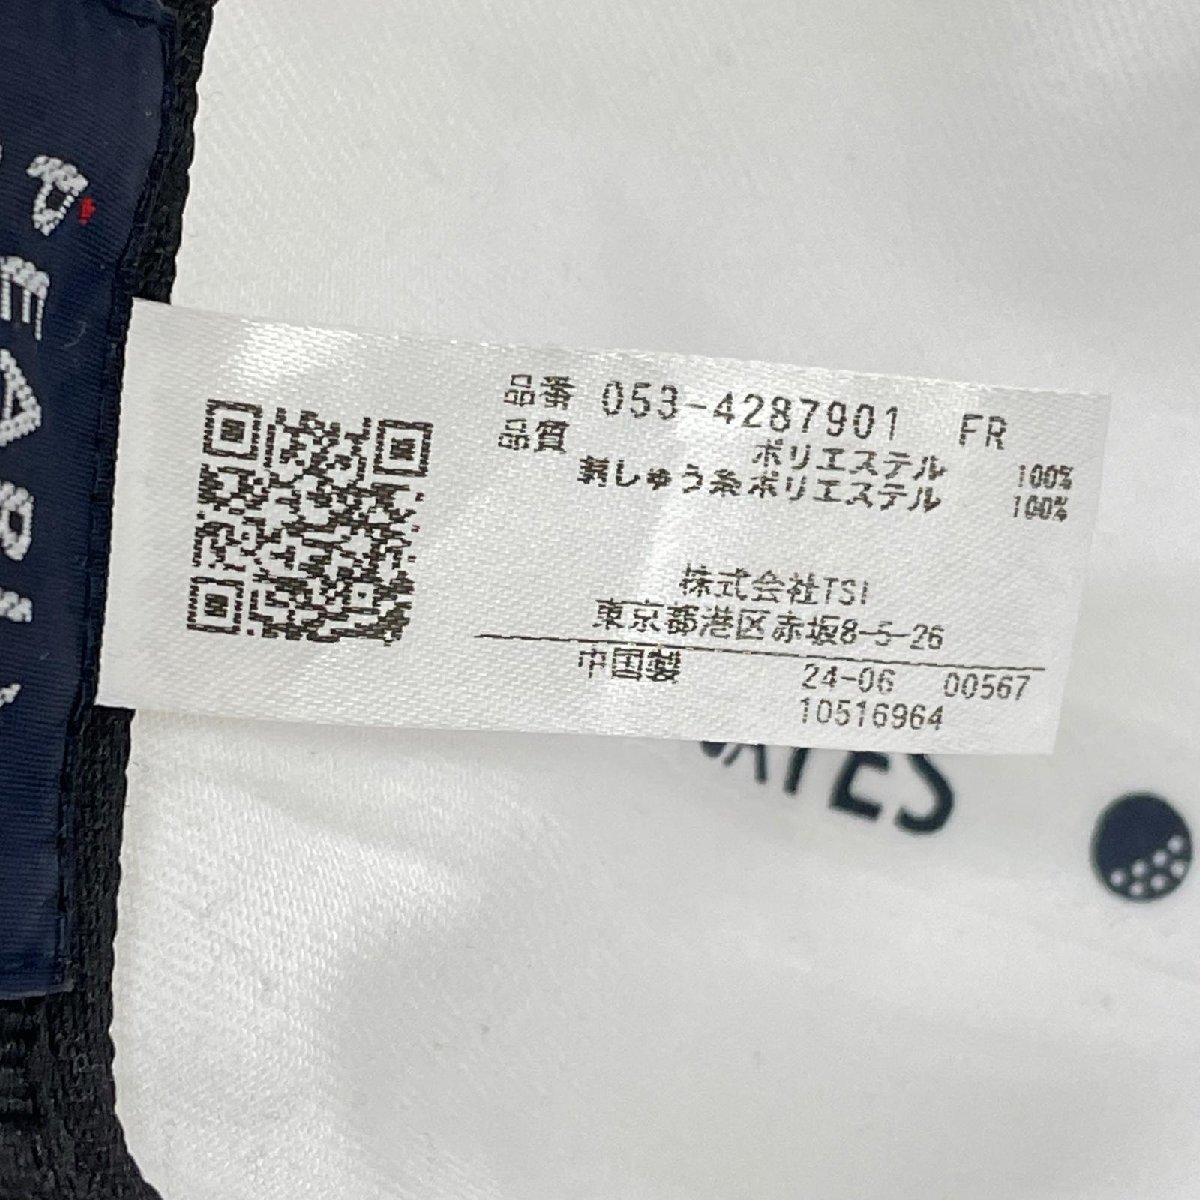 品番 053-4287901 FR
品質 ポリエステル 100%
刺しゅう糸ポリエステル 100%
株式会社TSI
東京都港区赤坂8-5-26
中国製 24-06 00567
10516964